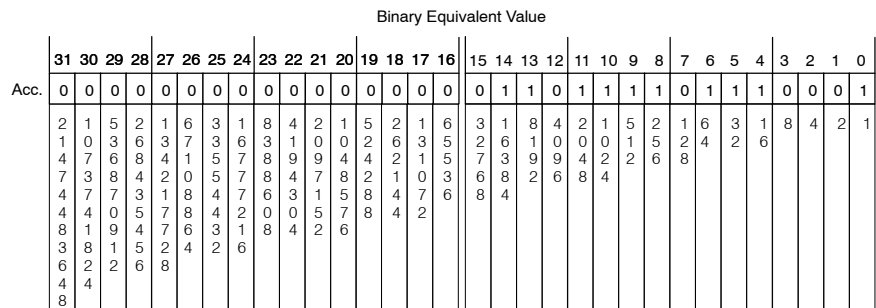 Binary Equivalent Value
31 30 29 28 27 26 25 24 23 22 21 20 19 18 17 16 15 14 13 12 11 10 9 8 7 6 5 4 3 2 1 0
Acc. 0 0 0 0 0 0 0 0 0 0 0 0 0 0 0 0 0 1 1 0 1 1 1 1 0 1 1 1 0 0 0 1
21474483648 1073741824 536870912 268435456 134217728 67108864 33554432 16777216 8388608 4194304 2097152 1048576 524288 262144 131072 65536 32768 16384 8192 4096 2048 1024 512 256 128 64 32 16 8 4 2 1